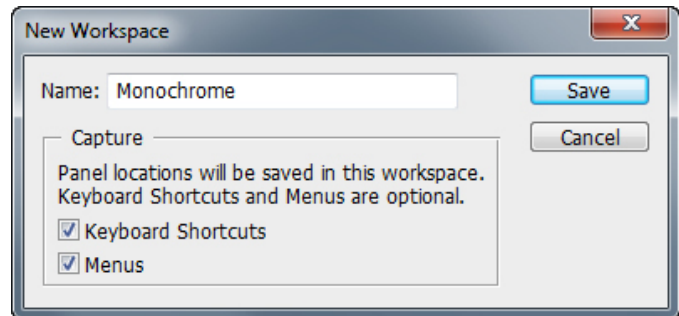 New Workspace
Name: Monochrome
Save
Cancel
Capture
Panel locations will be saved in this workspace.
Keyboard Shortcuts and Menus are optional.
Keyboard Shortcuts
Menus